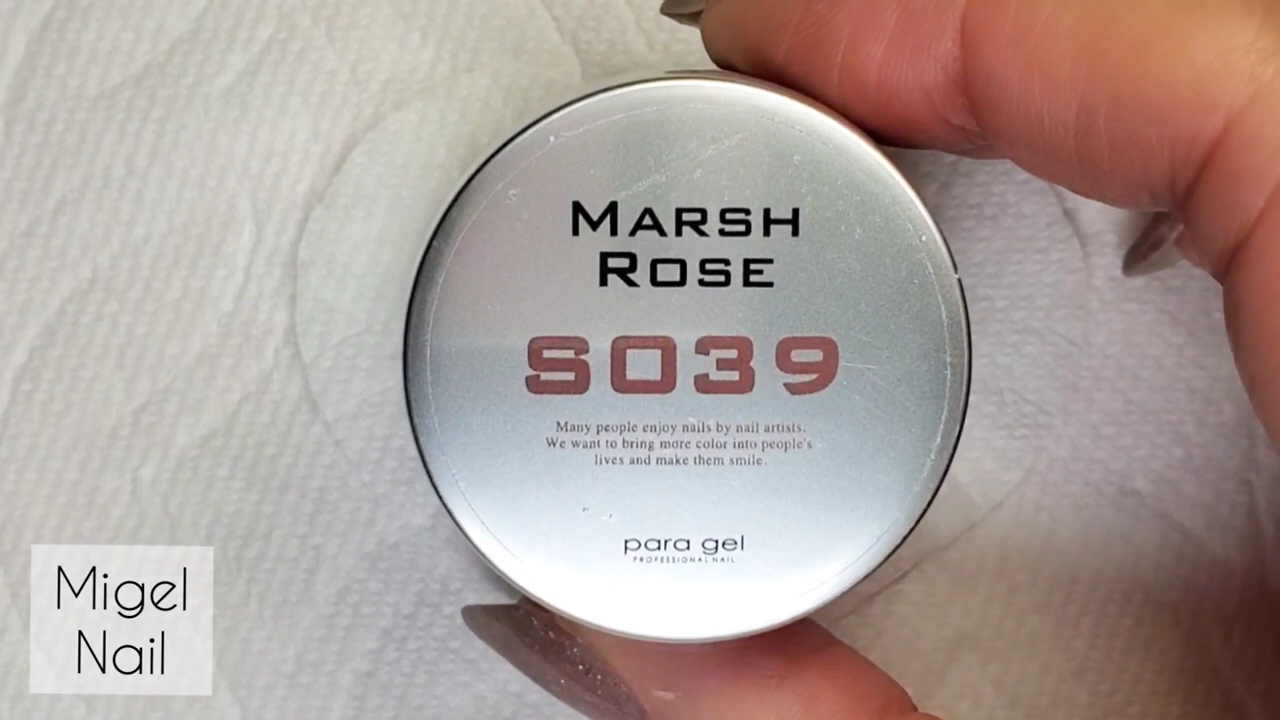 MARSH
ROSE
S039
Many people enjoy nails by nail artists.
We want to bring more color into people's
lives and make them smile.
para gel
PROFESSIONAL NAIL
Migel
Nail